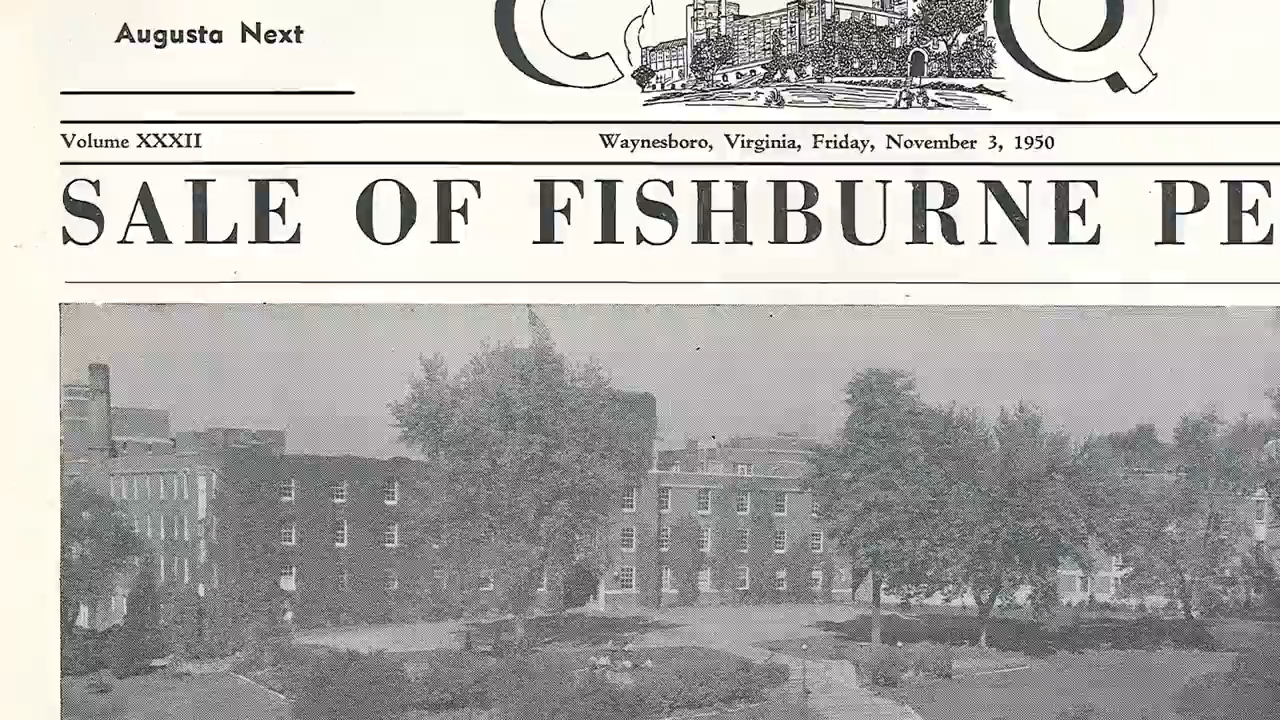 Augusta Next
C Q
Volume XXXII
Waynesboro, Virginia, Friday, November 3, 1950
SALE OF FISHBURNE PE